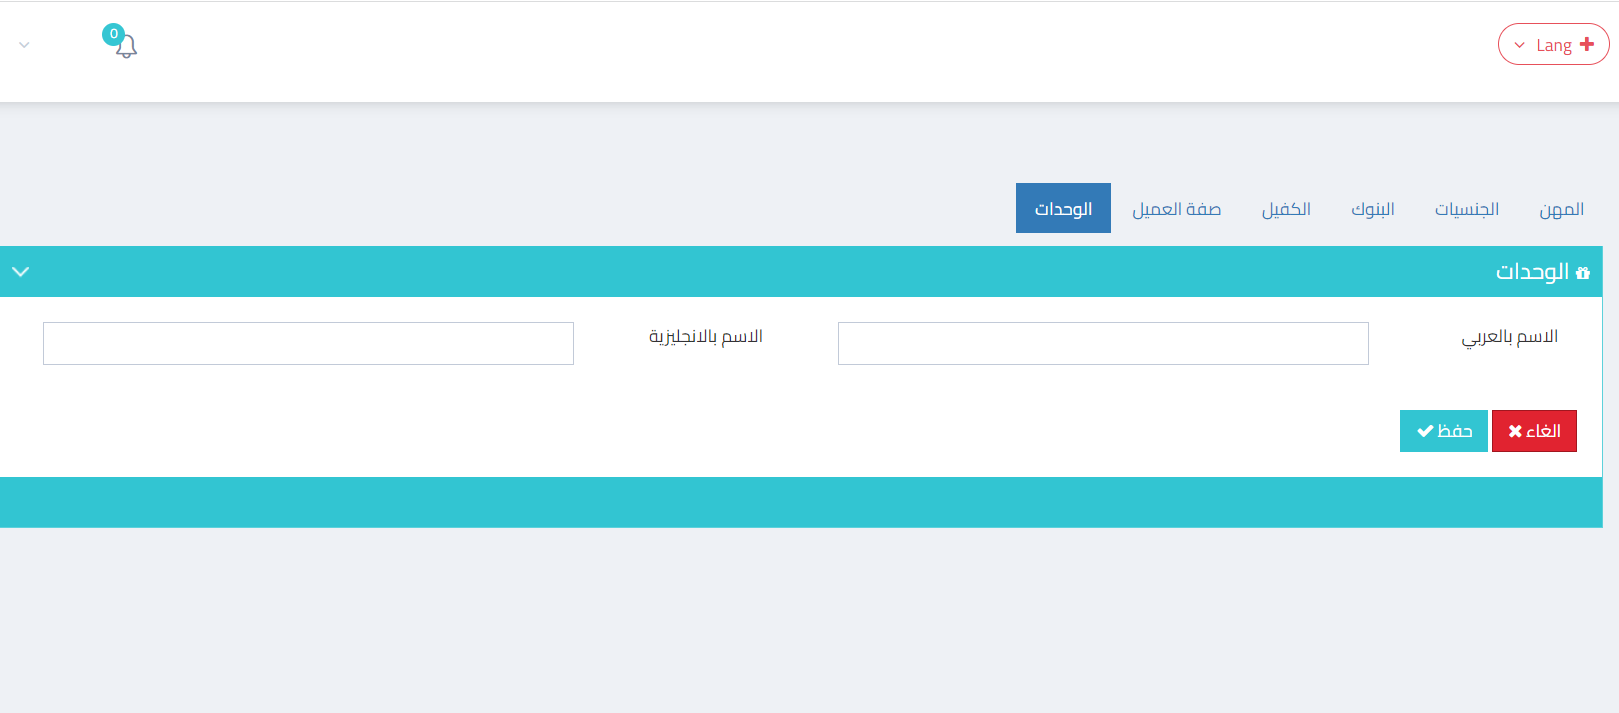 Lang
0
المهن الجنسيات البنوك الكفيل صفة العميل الوحدات
الوحدات
الاسم بالعربي الاسم بالانجليزية
الغاء حفظ